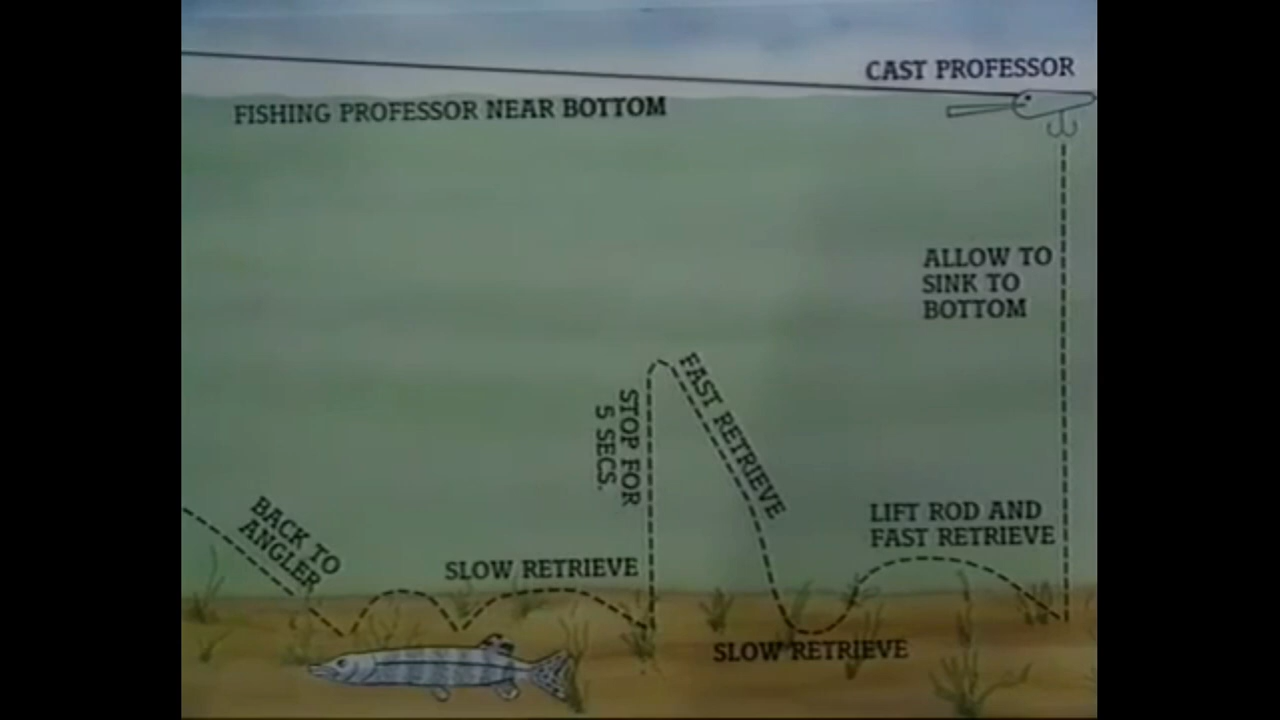 CAST PROFESSOR
FISHING PROFESSOR NEAR BOTTOM
ALLOW TO
SINK TO
BOTTOM
LIFT ROD AND
FAST RETRIEVE
SLOW RETRIEVE
FAST RETRIEVE
STOP FOR
5 SECS.
SLOW RETRIEVE
BACK TO
ANGLER